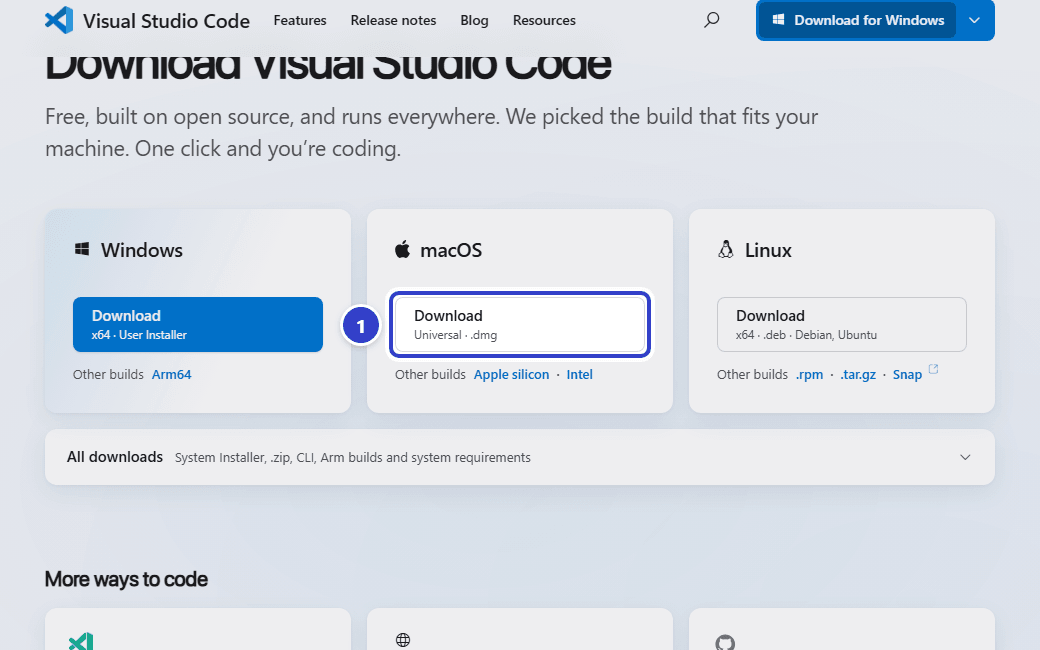 Visual Studio Code Features Release notes Blog Resources Download for Windows
Download Visual Studio Code
Free, built on open source, and runs everywhere. We picked the build that fits your
machine. One click and you’re coding.
Windows
Download
x64 · User Installer
Other builds Arm64
1
macOS
Download
Universal · .dmg
Other builds Apple silicon · Intel
Linux
Download
x64 · .deb · Debian, Ubuntu
Other builds .rpm · .tar.gz · Snap
All downloads System Installer, .zip, CLI, Arm builds and system requirements
More ways to code